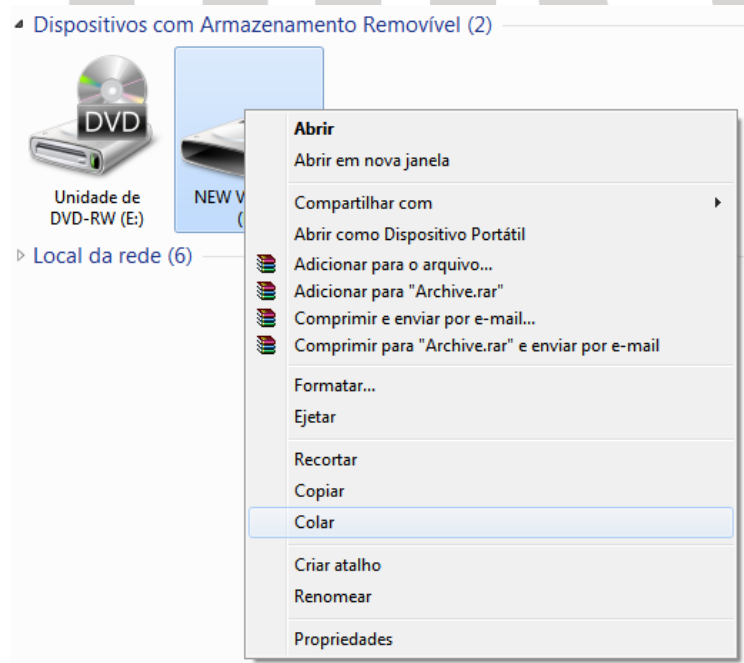 Dispositivos com Armazenamento Removível (2)
DVD
Unidade de
DVD-RW (E:)
NEW V
(
Local da rede (6)
Abrir
Abrir em nova janela
Compartilhar com
Abrir como Dispositivo Portátil
Adicionar para o arquivo...
Adicionar para "Archive.rar"
Comprimir e enviar por e-mail...
Comprimir para "Archive.rar" e enviar por e-mail
Formatar...
Ejetar
Recortar
Copiar
Colar
Criar atalho
Renomear
Propriedades